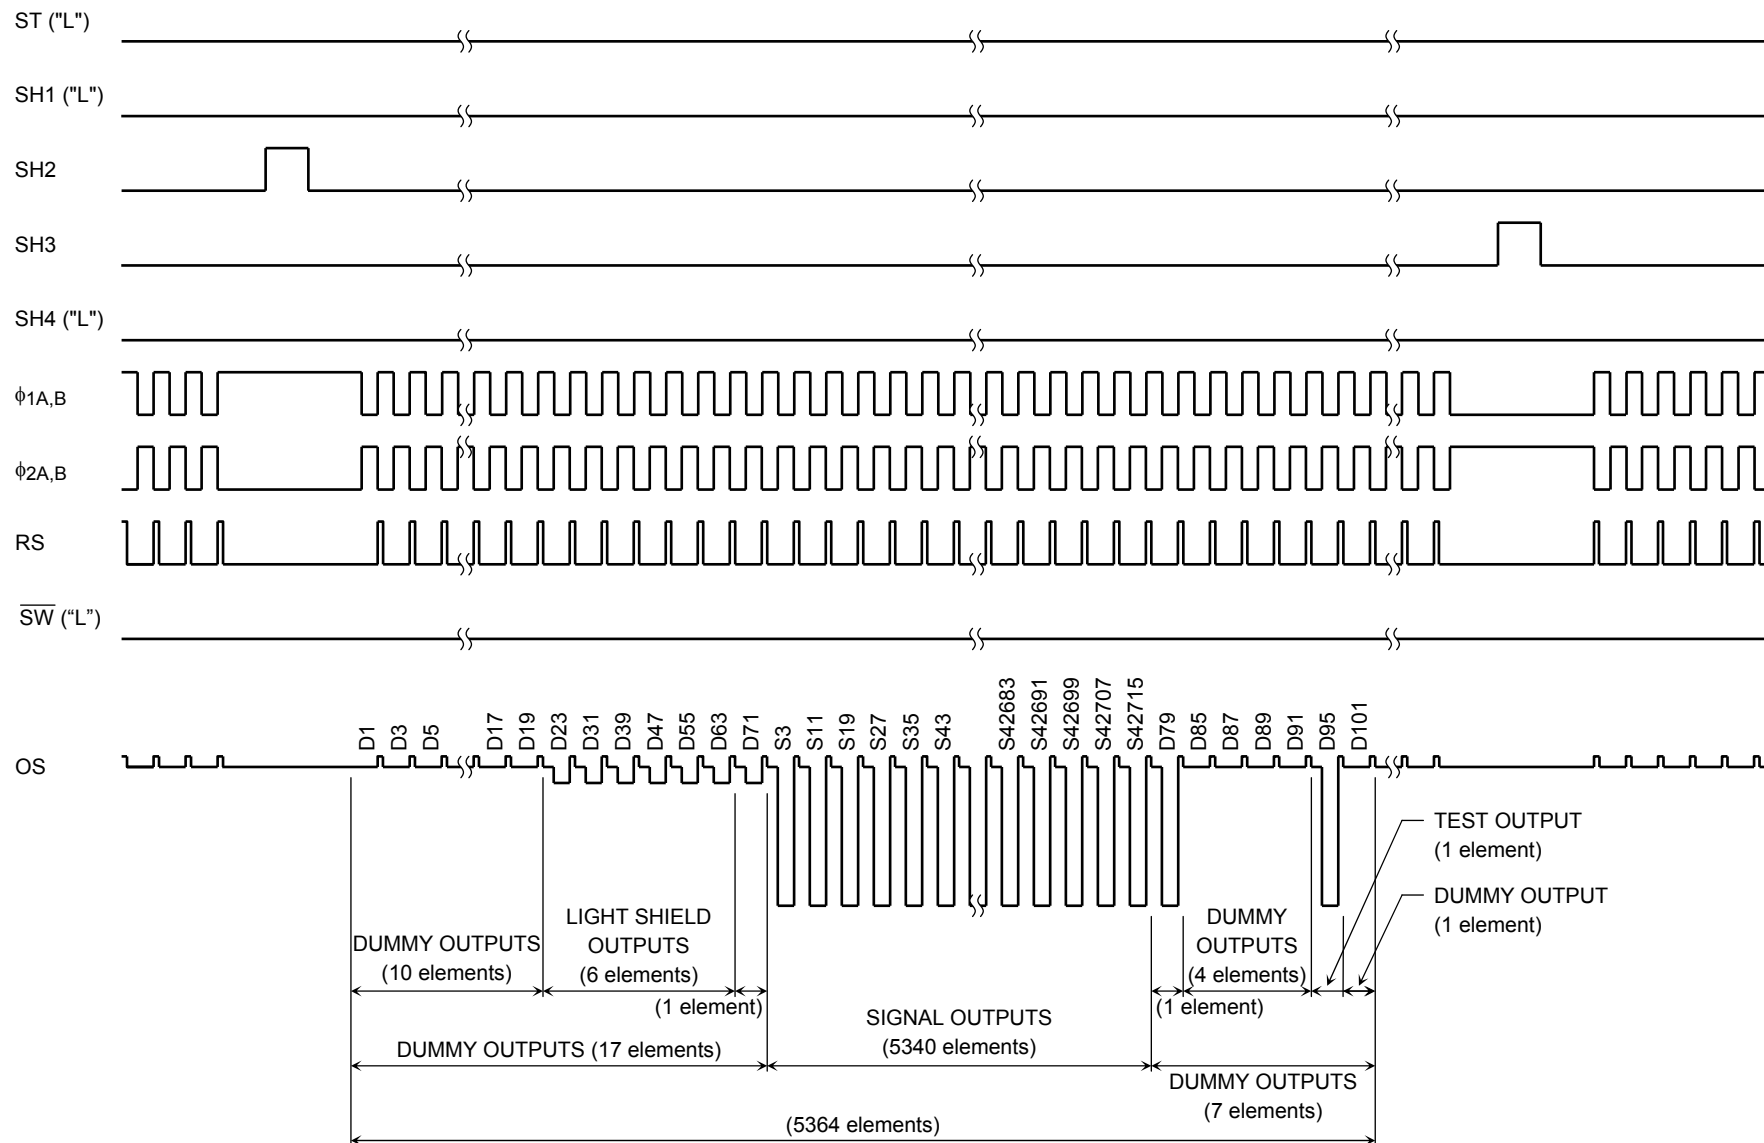 ST ("L")
SH1 ("L")
SH2
SH3
SH4 ("L")
ϕ1A,B
ϕ2A,B
RS
S̅W̅ (“L”)
OS
D1
D3
D5
D17
D19
D23
D31
D39
D47
D55
D63
D71
S3
S11
S19
S27
S35
S43
S42683
S42691
S42699
S42707
S42715
D79
D85
D87
D89
D91
D95
D101
TEST OUTPUT
(1 element)
DUMMY OUTPUT
(1 element)
DUMMY OUTPUTS
(10 elements)
LIGHT SHIELD
OUTPUTS
(6 elements)
(1 element)
DUMMY
OUTPUTS
(4 elements)
(1 element)
DUMMY OUTPUTS (17 elements)
SIGNAL OUTPUTS
(5340 elements)
DUMMY OUTPUTS
(7 elements)
(5364 elements)